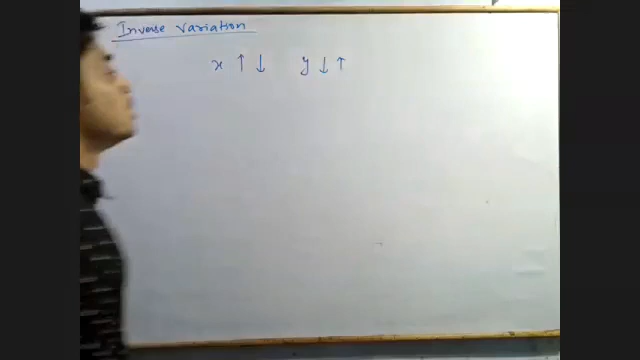 Inverse Variation
x ↑ ↓ y ↓ ↑